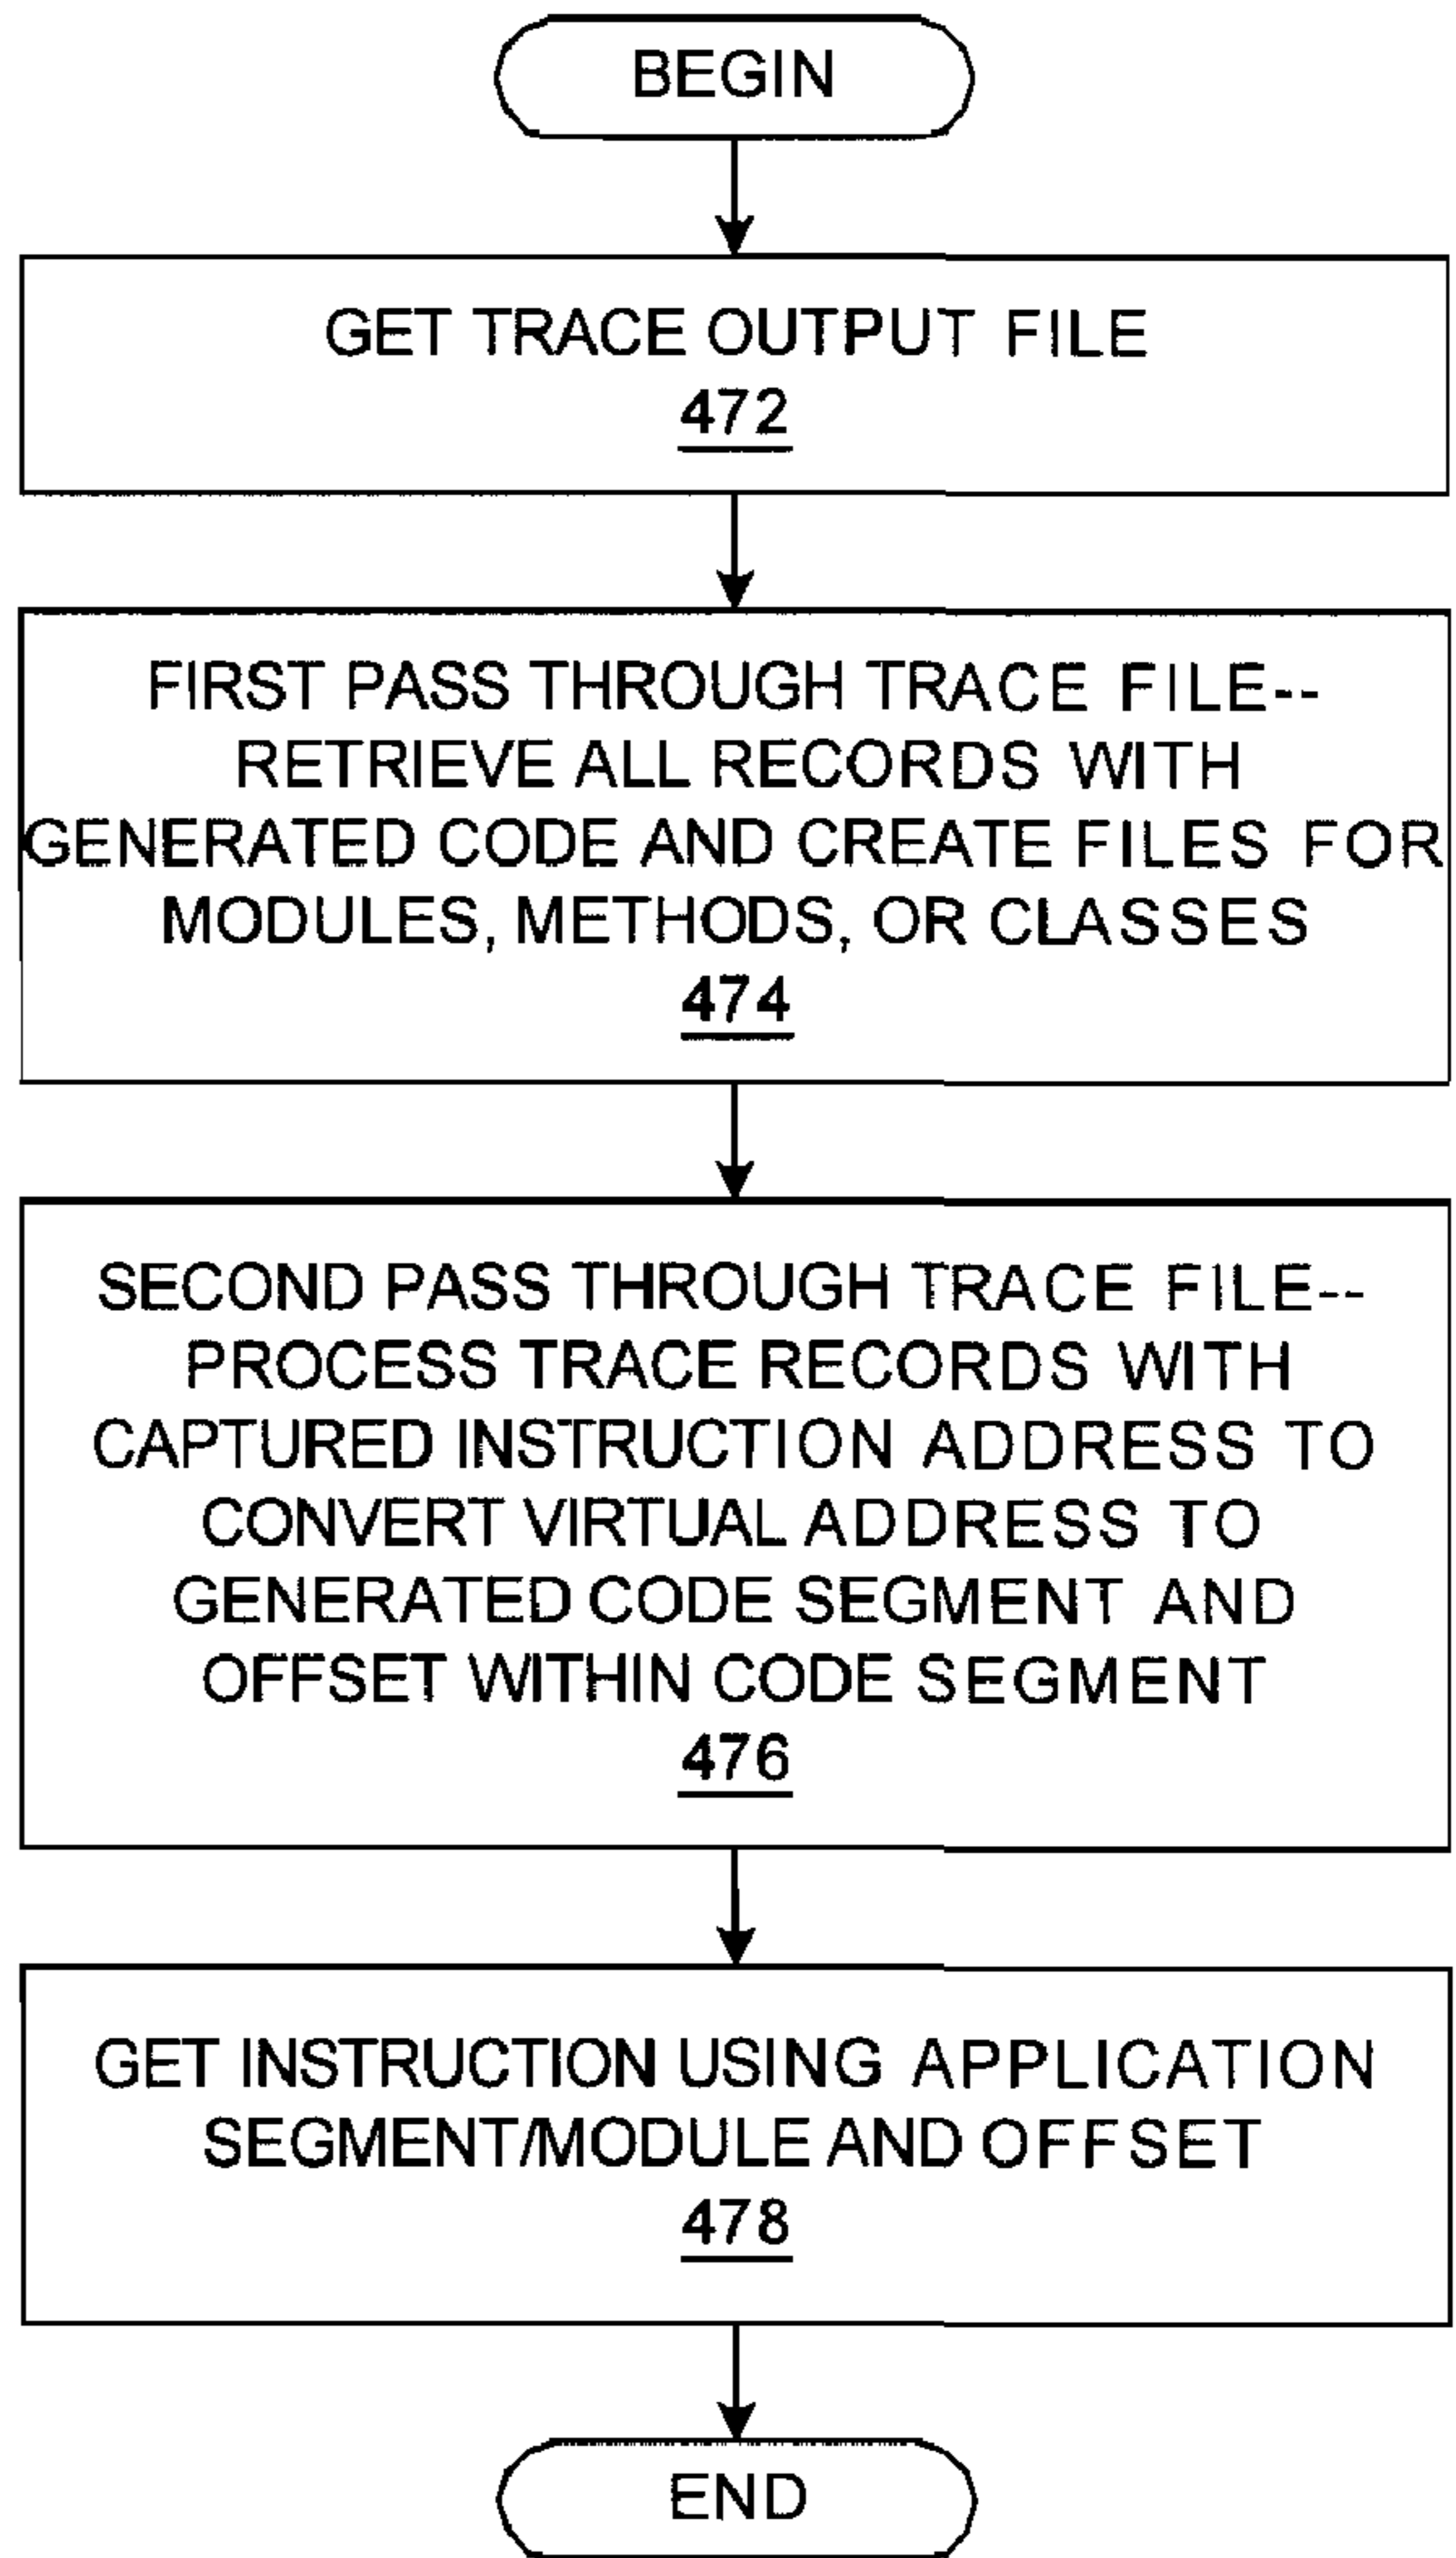 BEGIN
GET TRACE OUTPUT FILE
472
FIRST PASS THROUGH TRACE FILE--
RETRIEVE ALL RECORDS WITH
GENERATED CODE AND CREATE FILES FOR
MODULES, METHODS, OR CLASSES
474
SECOND PASS THROUGH TRACE FILE--
PROCESS TRACE RECORDS WITH
CAPTURED INSTRUCTION ADDRESS TO
CONVERT VIRTUAL ADDRESS TO
GENERATED CODE SEGMENT AND
OFFSET WITHIN CODE SEGMENT
476
GET INSTRUCTION USING APPLICATION
SEGMENT/MODULE AND OFFSET
478
END